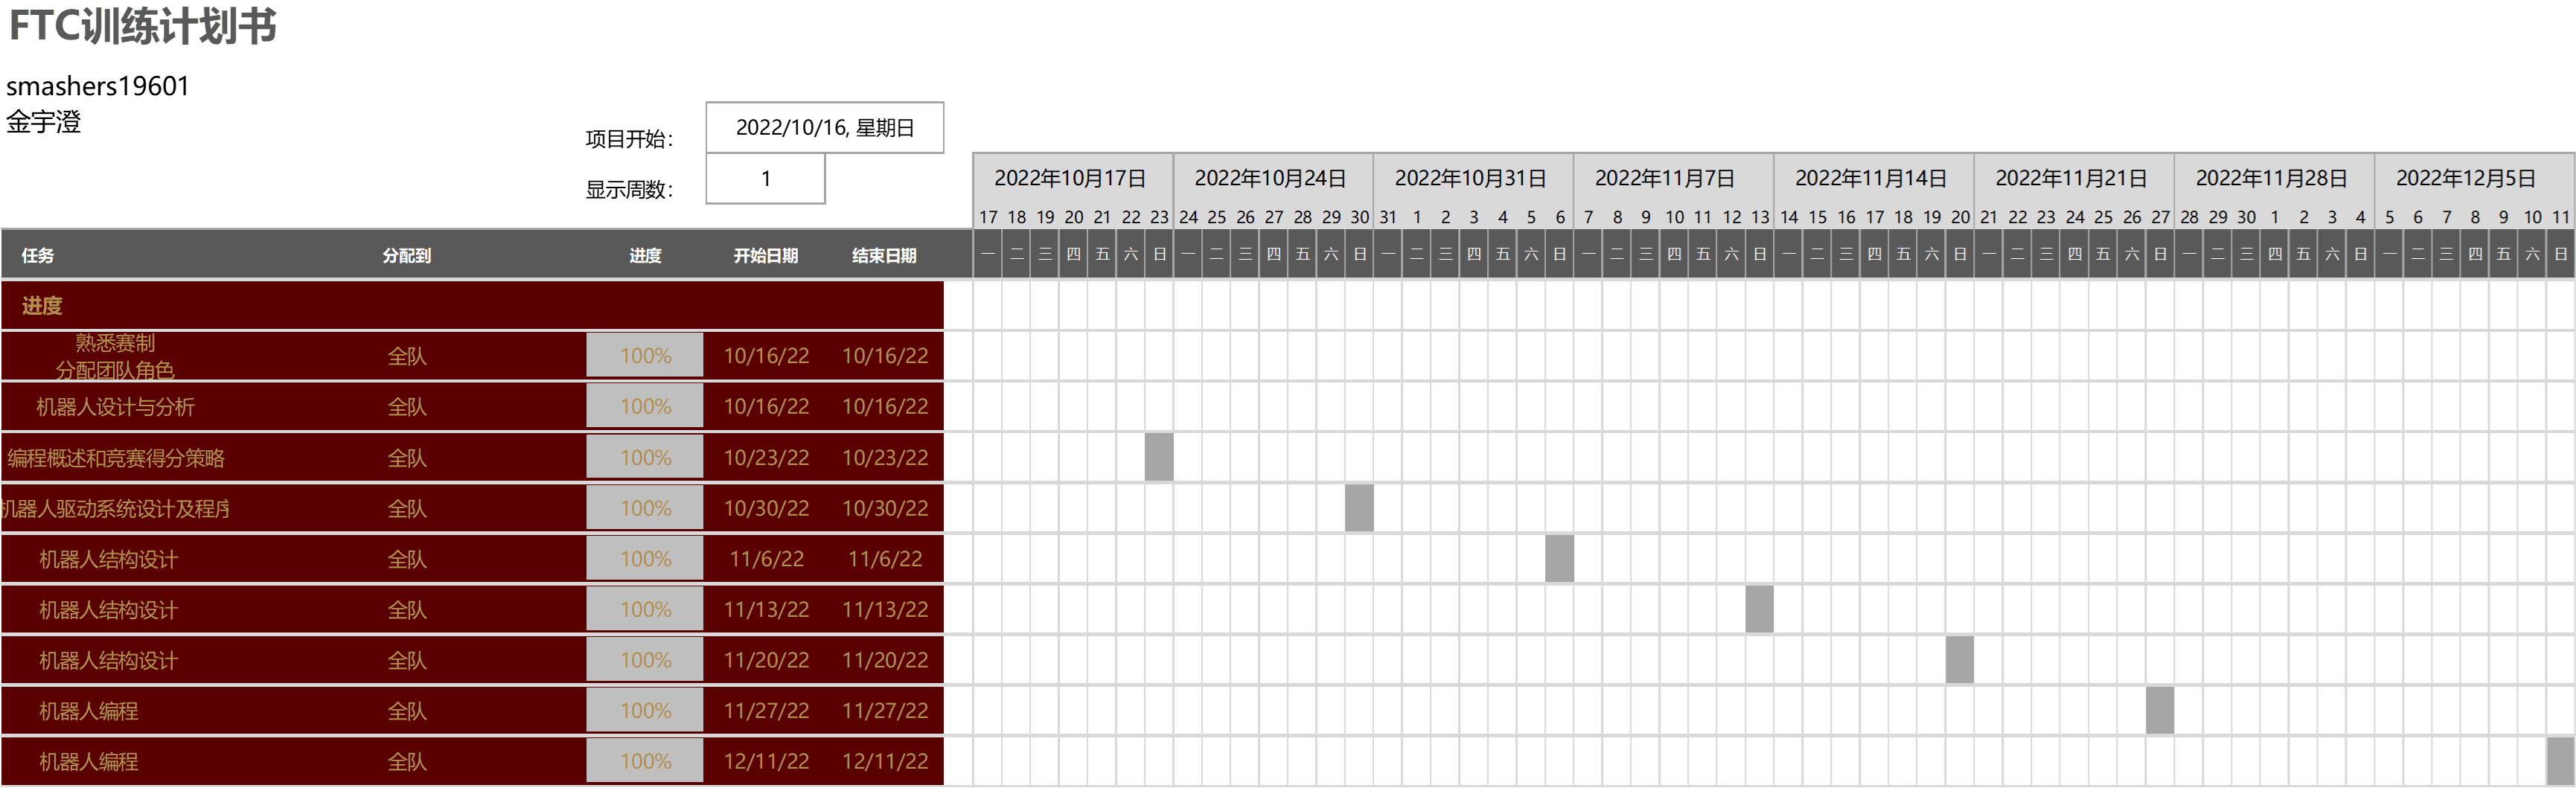 FTC训练计划书
smashers19601
金宇澄
项目开始： 2022/10/16, 星期日
显示周数： 1
2022年10月17日 2022年10月24日 2022年10月31日 2022年11月7日 2022年11月14日 2022年11月21日 2022年11月28日 2022年12月5日
17 18 19 20 21 22 23 24 25 26 27 28 29 30 31 1 2 3 4 5 6 7 8 9 10 11 12 13 14 15 16 17 18 19 20 21 22 23 24 25 26 27 28 29 30 1 2 3 4 5 6 7 8 9 10 11
任务 分配到 进度 开始日期 结束日期 一 二 三 四 五 六 日 一 二 三 四 五 六 日 一 二 三 四 五 六 日 一 二 三 四 五 六 日 一 二 三 四 五 六 日 一 二 三 四 五 六 日 一 二 三 四 五 六 日 一 二 三 四 五 六 日
进度
熟悉赛制
分配团队角色 全队 100% 10/16/22 10/16/22
机器人设计与分析 全队 100% 10/16/22 10/16/22
编程概述和竞赛得分策略 全队 100% 10/23/22 10/23/22
机器人驱动系统设计及程序 全队 100% 10/30/22 10/30/22
机器人结构设计 全队 100% 11/6/22 11/6/22
机器人结构设计 全队 100% 11/13/22 11/13/22
机器人结构设计 全队 100% 11/20/22 11/20/22
机器人编程 全队 100% 11/27/22 11/27/22
机器人编程 全队 100% 12/11/22 12/11/22